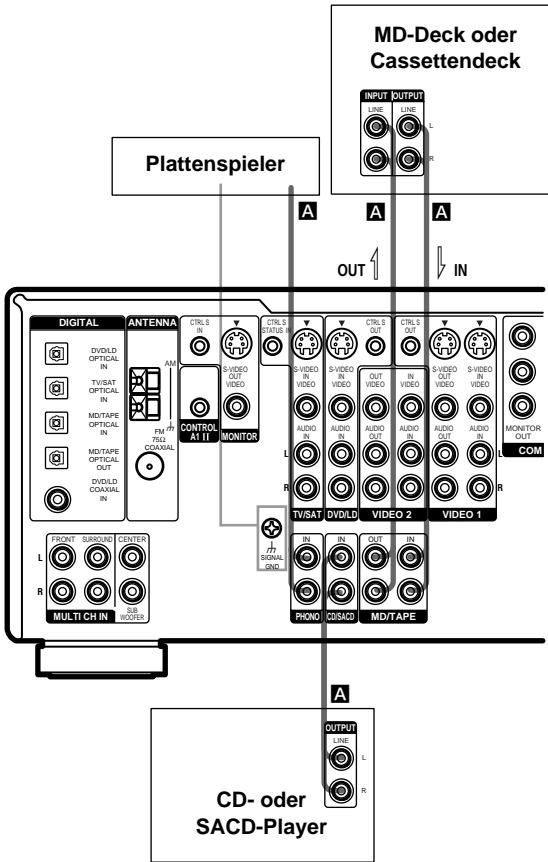 MD-Deck oder
Cassettendeck
INPUT OUTPUT
LINE LINE
L
R
Plattenspieler
A A A
OUT IN
DIGITAL ANTENNA
CTRL S IN
CTRL S STATUS IN
CTRL S OUT
CTRL S OUT
DVD/LD OPTICAL IN
TV/SAT OPTICAL IN
MD/TAPE OPTICAL IN
MD/TAPE OPTICAL OUT
DVD/LD COAXIAL IN
AM
FM 75Ω COAXIAL
CONTROL A1 II
S-VIDEO OUT
VIDEO
MONITOR
S-VIDEO IN
VIDEO
S-VIDEO IN
VIDEO
OUT VIDEO
IN VIDEO
S-VIDEO OUT
VIDEO
S-VIDEO IN
VIDEO
AUDIO IN
AUDIO IN
AUDIO OUT
AUDIO IN
AUDIO OUT
AUDIO IN
MONITOR OUT
COM
L L
R R
TV/SAT DVD/LD VIDEO 2 VIDEO 1
SIGNAL GND
FRONT SURROUND CENTER
L
R
MULTI CH IN
SUB WOOFER
IN IN OUT IN
PHONO CD/SACD MD/TAPE
A
OUTPUT
LINE
L
R
CD- oder
SACD-Player